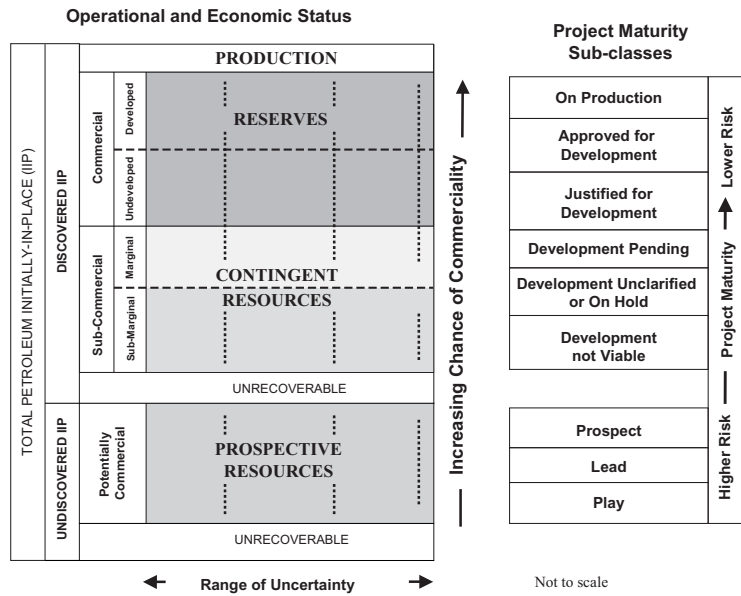 Operational and Economic Status
TOTAL PETROLEUM INITIALLY-IN-PLACE (IIP)
DISCOVERED IIP
UNDISCOVERED IIP
PRODUCTION
Commercial
Developed
Undeveloped
RESERVES
Sub-Commercial
Marginal
Sub-Marginal
CONTINGENT
RESOURCES
UNRECOVERABLE
Potentially
Commercial
PROSPECTIVE
RESOURCES
UNRECOVERABLE
Range of Uncertainty
Increasing Chance of Commerciality
Project Maturity
Sub-classes
On Production
Approved for
Development
Justified for
Development
Development Pending
Development Unclarified
or On Hold
Development
not Viable
Prospect
Lead
Play
Lower Risk
Project Maturity
Higher Risk
Not to scale